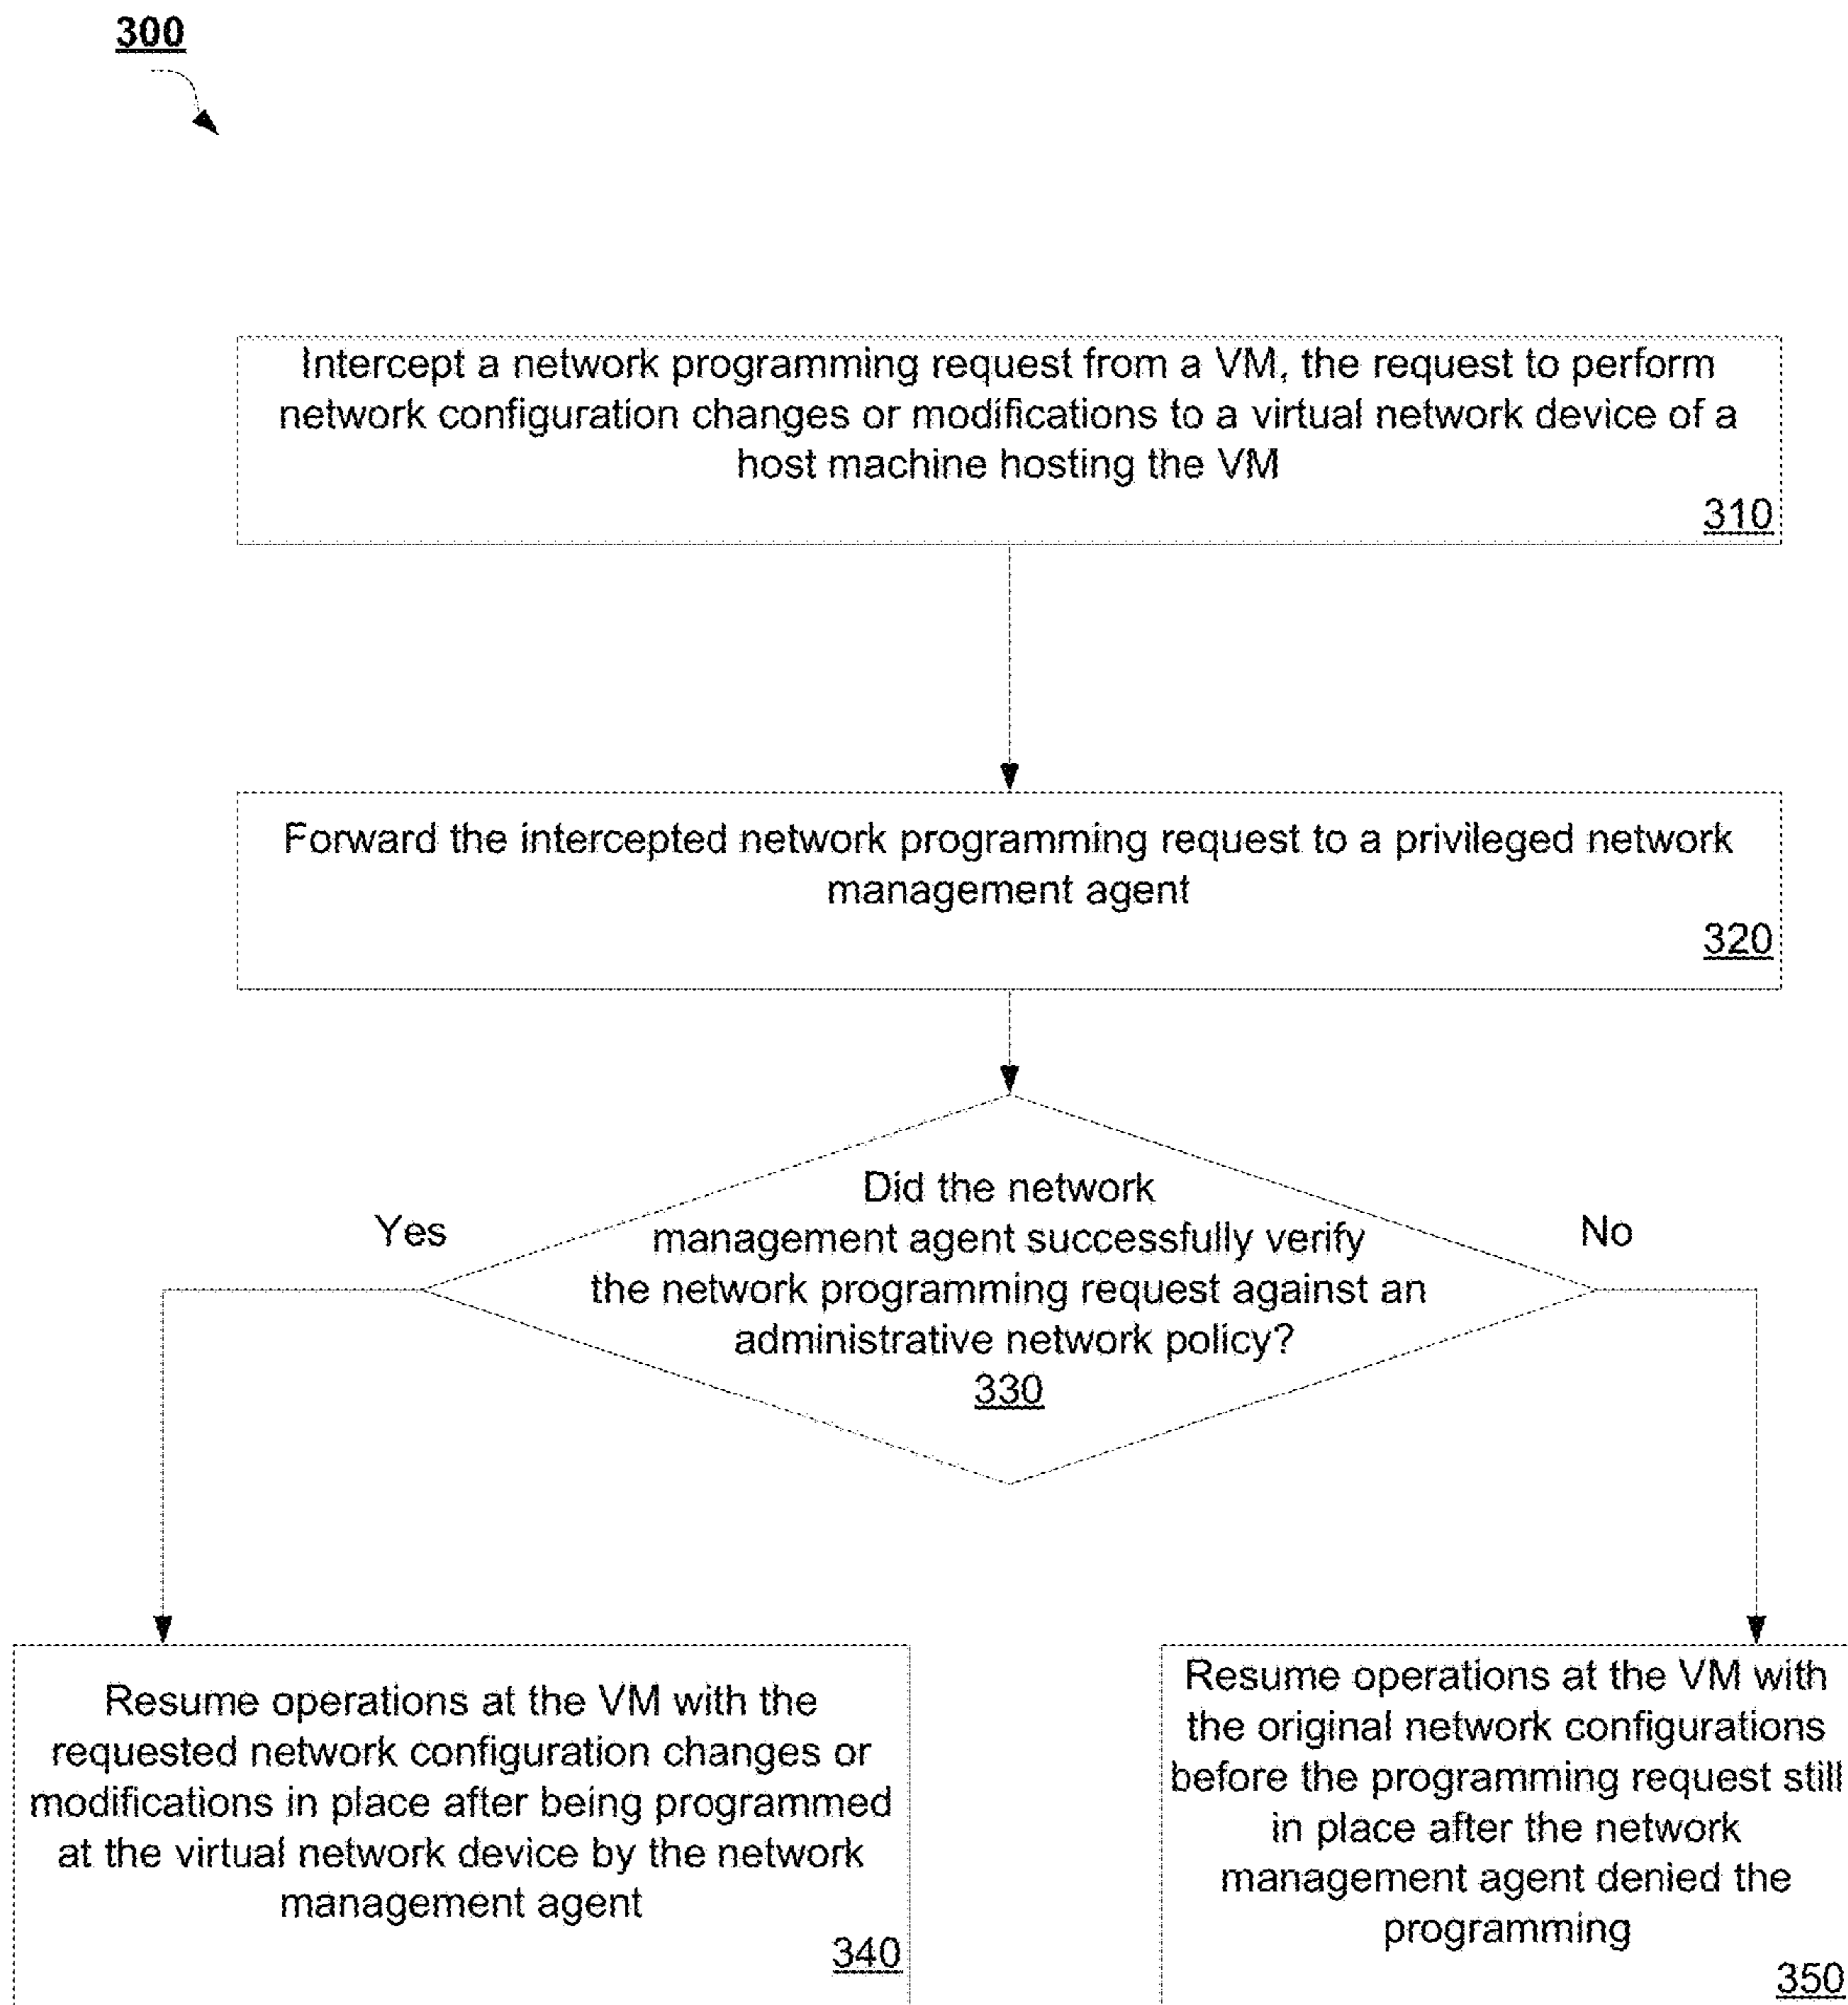 300
Intercept a network programming request from a VM, the request to perform
network configuration changes or modifications to a virtual network device of a
host machine hosting the VM
310
Forward the intercepted network programming request to a privileged network
management agent
320
Did the network
management agent successfully verify
the network programming request against an
administrative network policy?
330
Yes
No
Resume operations at the VM with the
requested network configuration changes or
modifications in place after being programmed
at the virtual network device by the network
management agent
340
Resume operations at the VM with
the original network configurations
before the programming request still
in place after the network
management agent denied the
programming
350